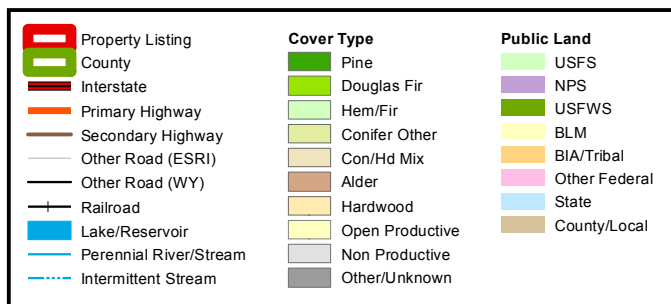 Property Listing
County
Interstate
Primary Highway
Secondary Highway
Other Road (ESRI)
Other Road (WY)
Railroad
Lake/Reservoir
Perennial River/Stream
Intermittent Stream
Cover Type
Pine
Douglas Fir
Hem/Fir
Conifer Other
Con/Hd Mix
Alder
Hardwood
Open Productive
Non Productive
Other/Unknown
Public Land
USFS
NPS
USFWS
BLM
BIA/Tribal
Other Federal
State
County/Local